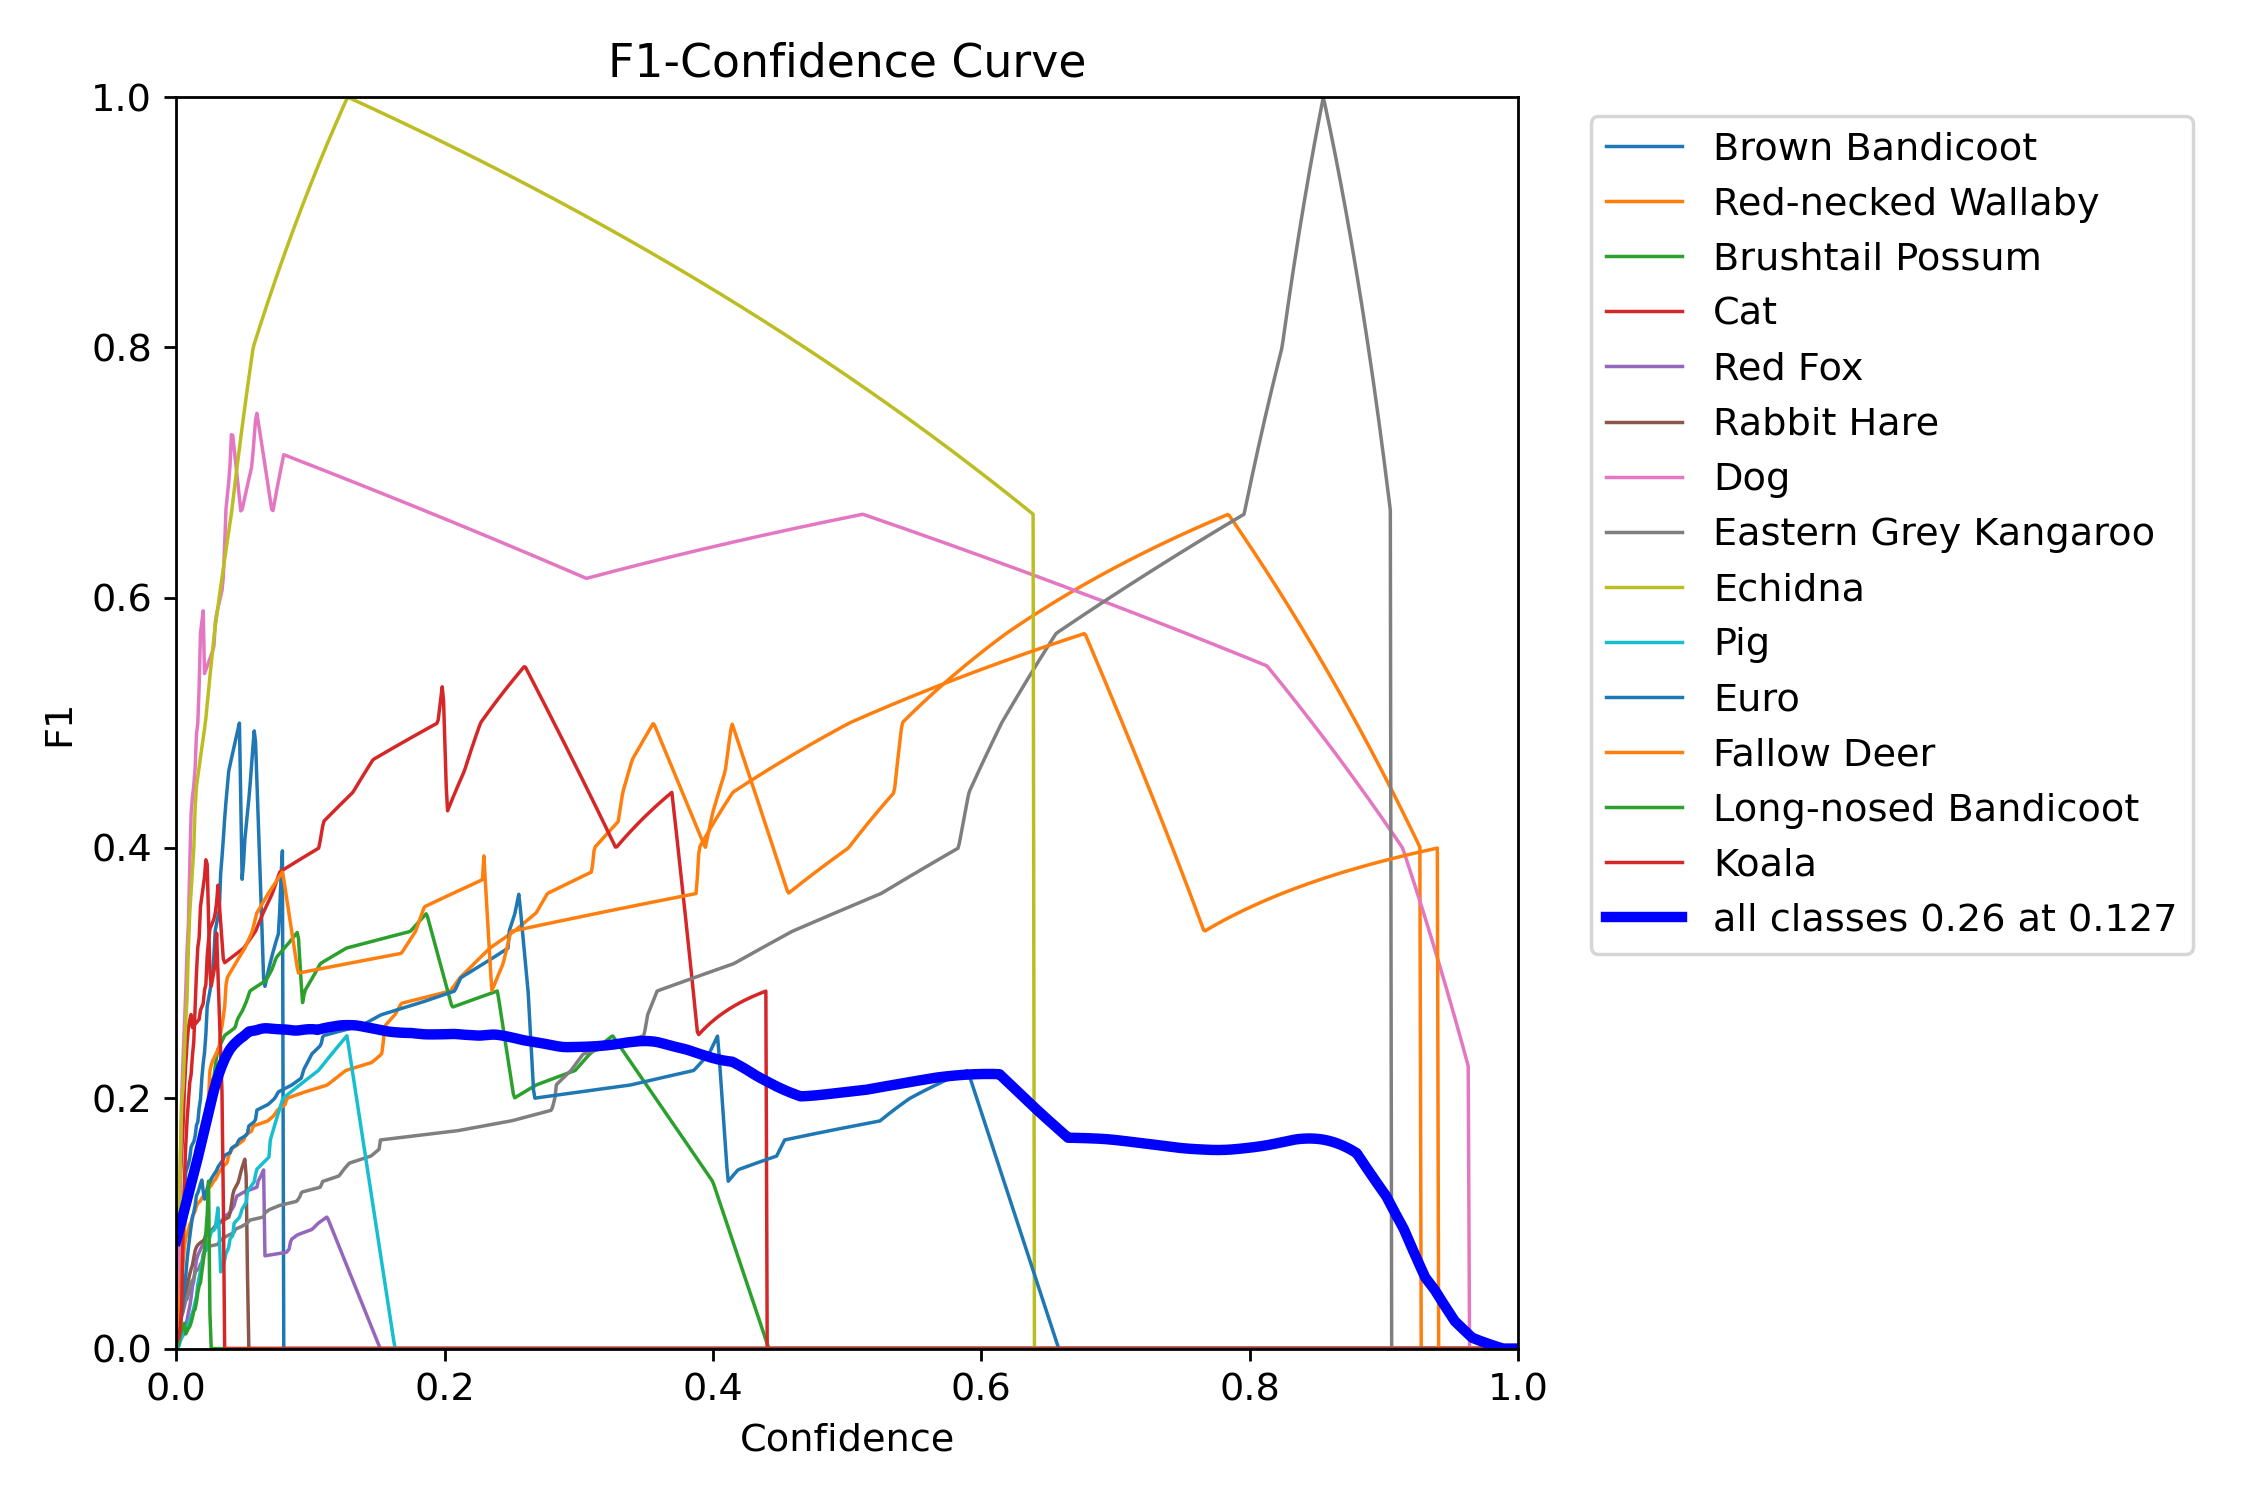 F1-Confidence Curve
1.0
0.8
0.6
0.4
0.2
0.0
F1
0.0 0.2 0.4 0.6 0.8 1.0
Confidence
Brown Bandicoot
Red-necked Wallaby
Brushtail Possum
Cat
Red Fox
Rabbit Hare
Dog
Eastern Grey Kangaroo
Echidna
Pig
Euro
Fallow Deer
Long-nosed Bandicoot
Koala
all classes 0.26 at 0.127